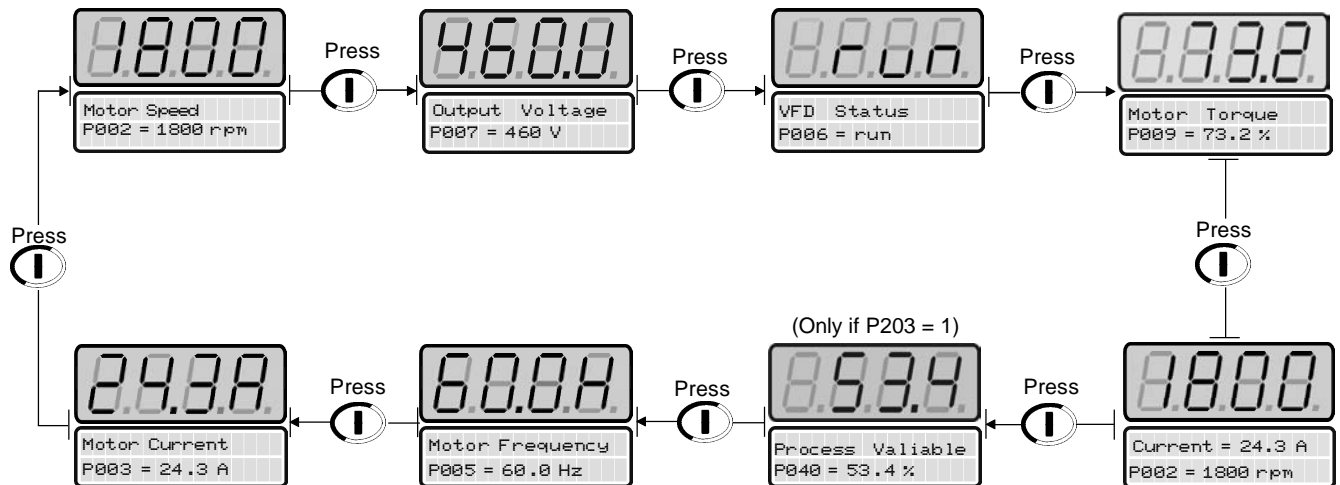 1800
460.0
run
73.2
Press
Press
Press
Motor Speed
P002 = 1800 rpm
Output Voltage
P007 = 460 V
VFD Status
P006 = run
Motor Torque
P009 = 73.2 %
Press
Press
(Only if P203 = 1)
24.3A
60.0H
53.4
1800
Press
Press
Press
Motor Current
P003 = 24.3 A
Motor Frequency
P005 = 60.0 Hz
Process Valiable
P040 = 53.4 %
Current = 24.3 A
P002 = 1800 rpm